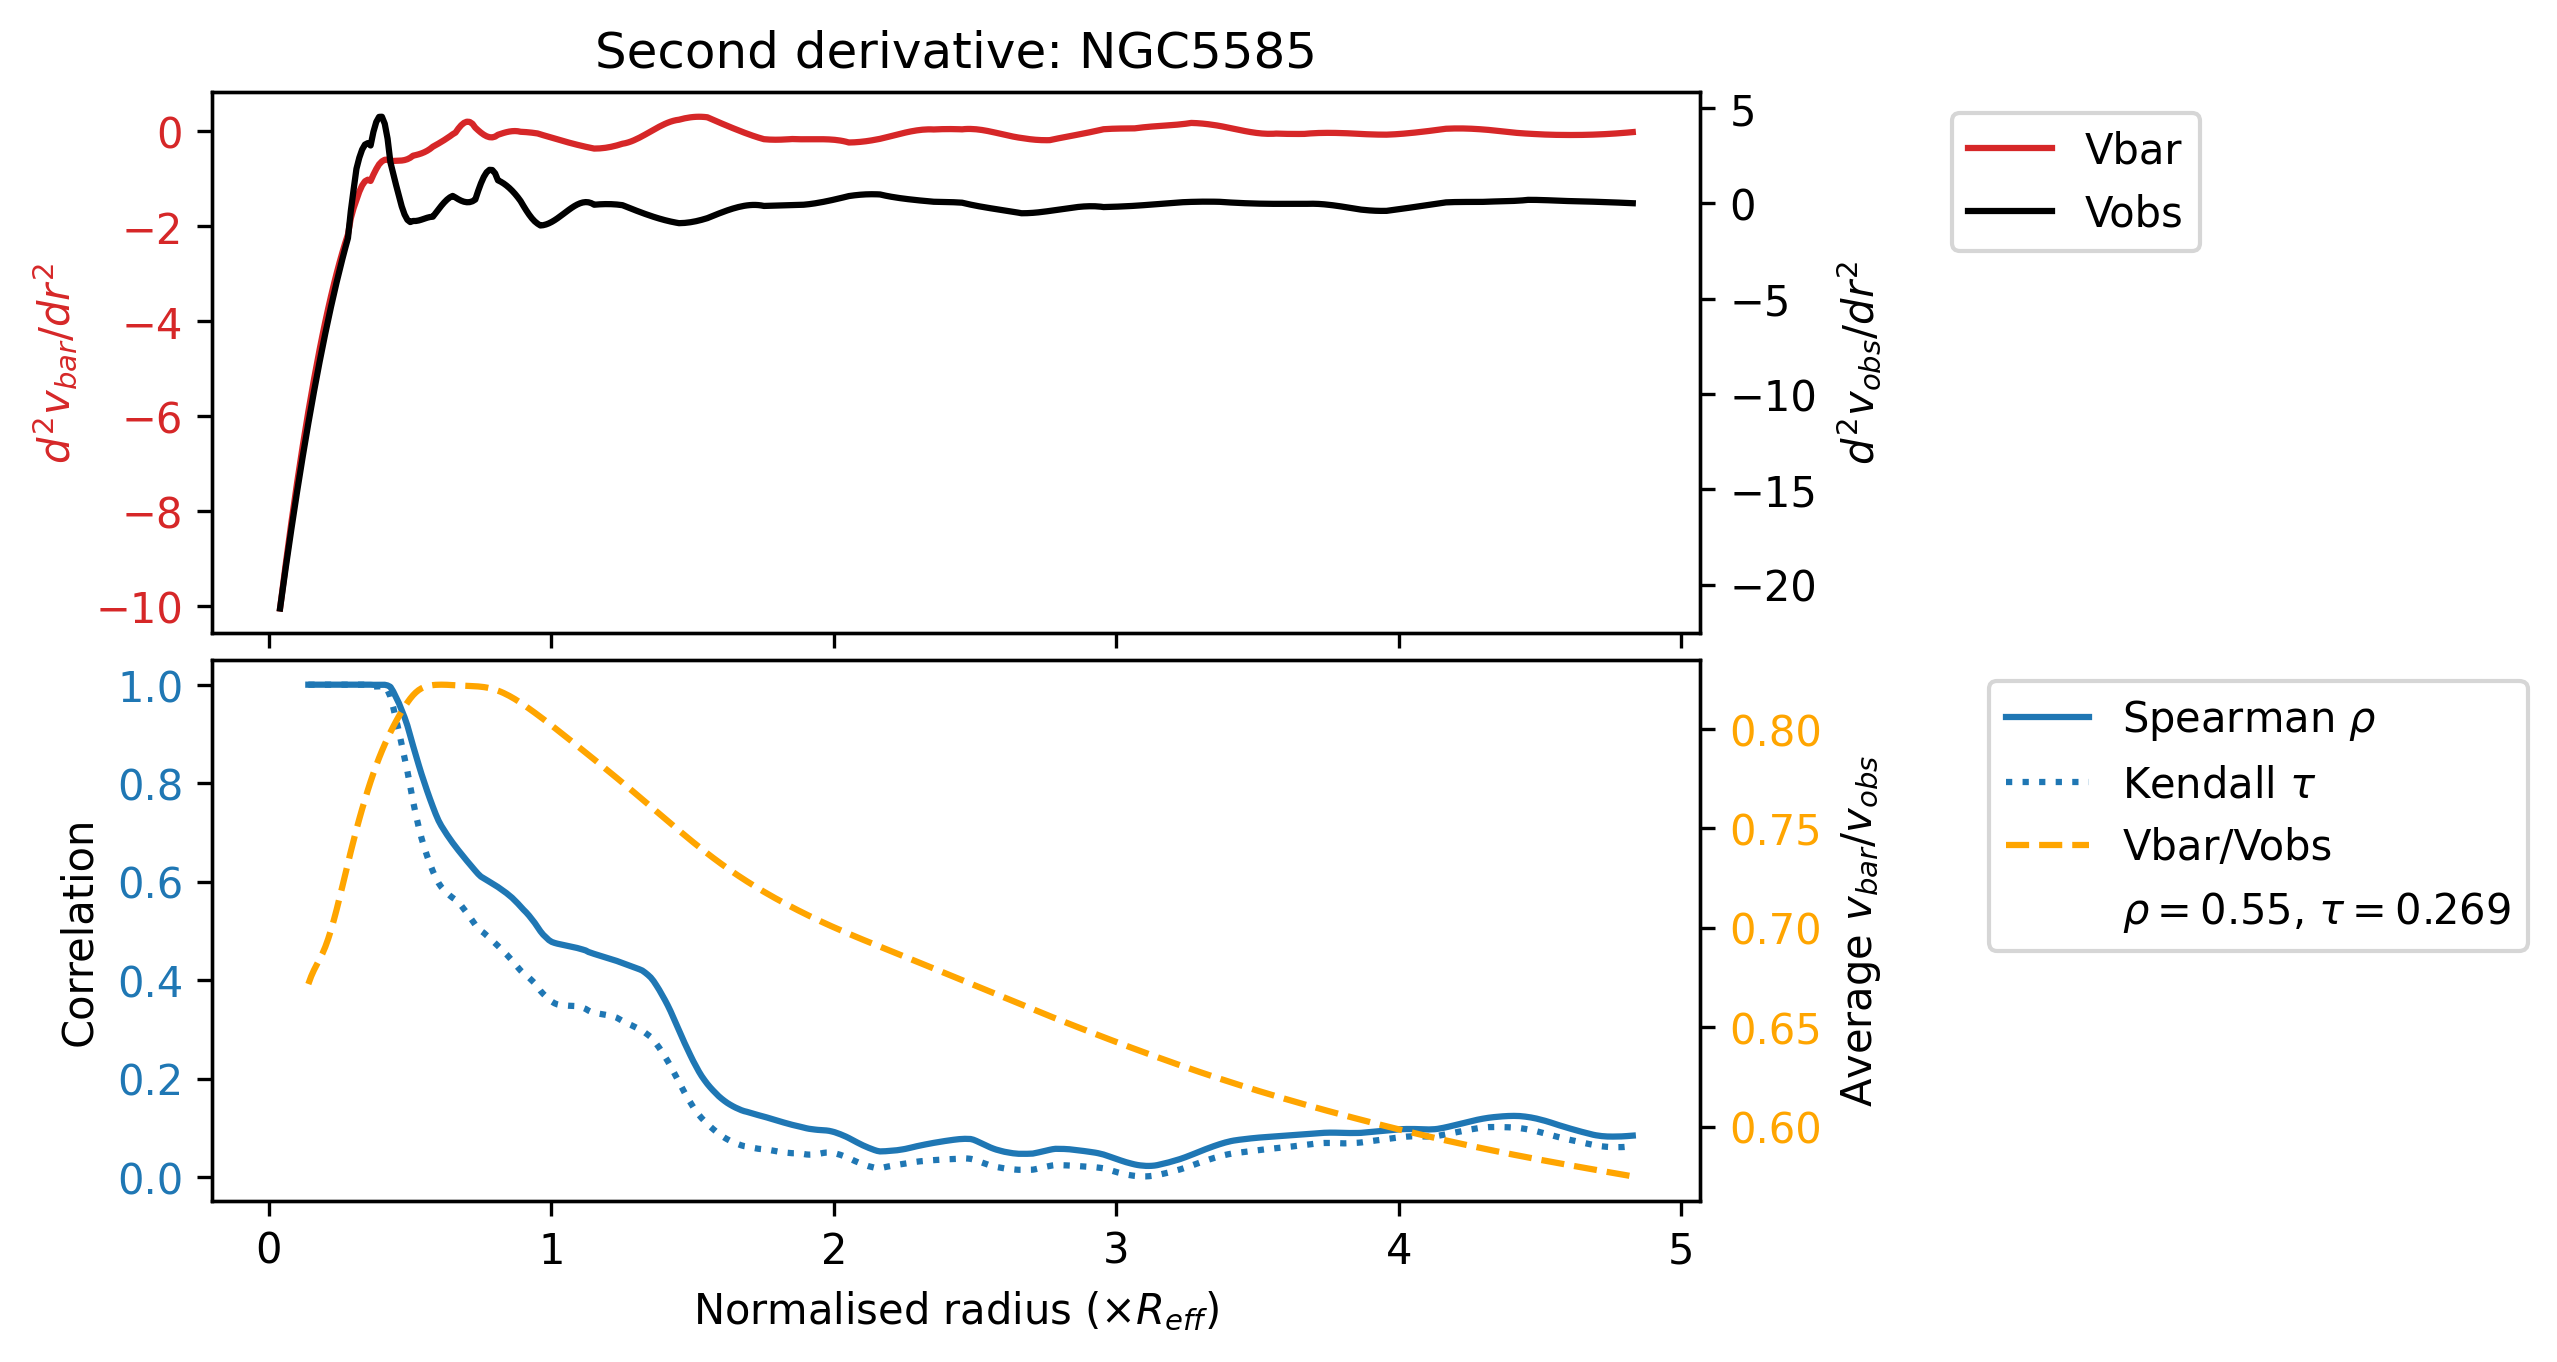 Second derivative: NGC5585
0
−2
−4
−6
−8
−10
d²v_bar/dr²
5
0
−5
−10
−15
−20
d²v_obs/dr²
Vbar
Vobs
1.0
0.8
0.6
0.4
0.2
0.0
Correlation
0.80
0.75
0.70
0.65
0.60
Average v_bar/v_obs
Spearman ρ
Kendall τ
Vbar/Vobs
ρ = 0.55, τ = 0.269
0 1 2 3 4 5
Normalised radius (×R_eff)